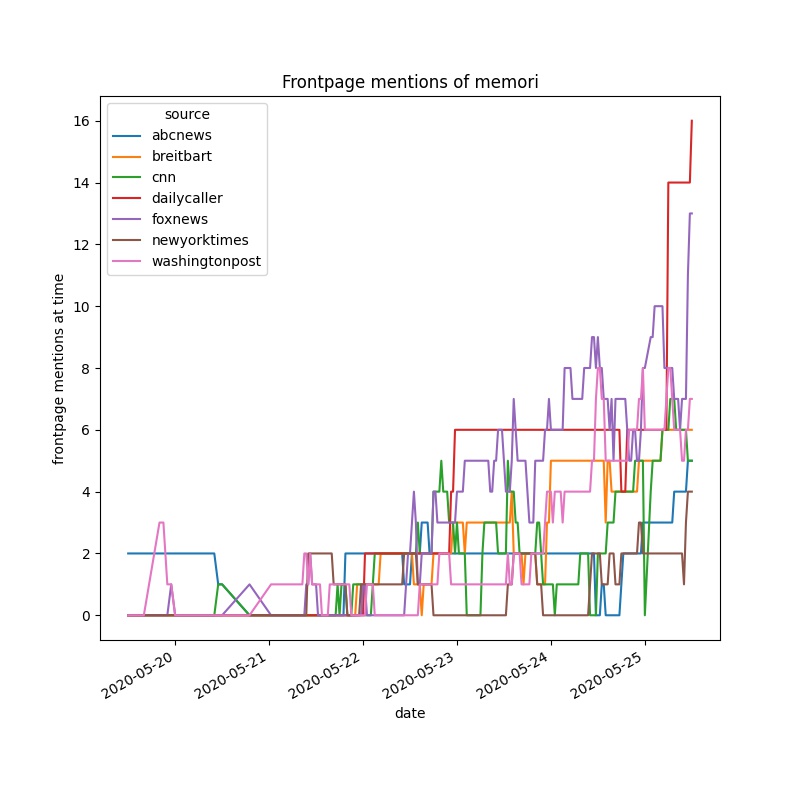 Frontpage mentions of memori
source
abcnews
breitbart
cnn
dailycaller
foxnews
newyorktimes
washingtonpost
frontpage mentions at time
16
14
12
10
8
6
4
2
0
2020-05-20
2020-05-21
2020-05-22
2020-05-23
2020-05-24
2020-05-25
date